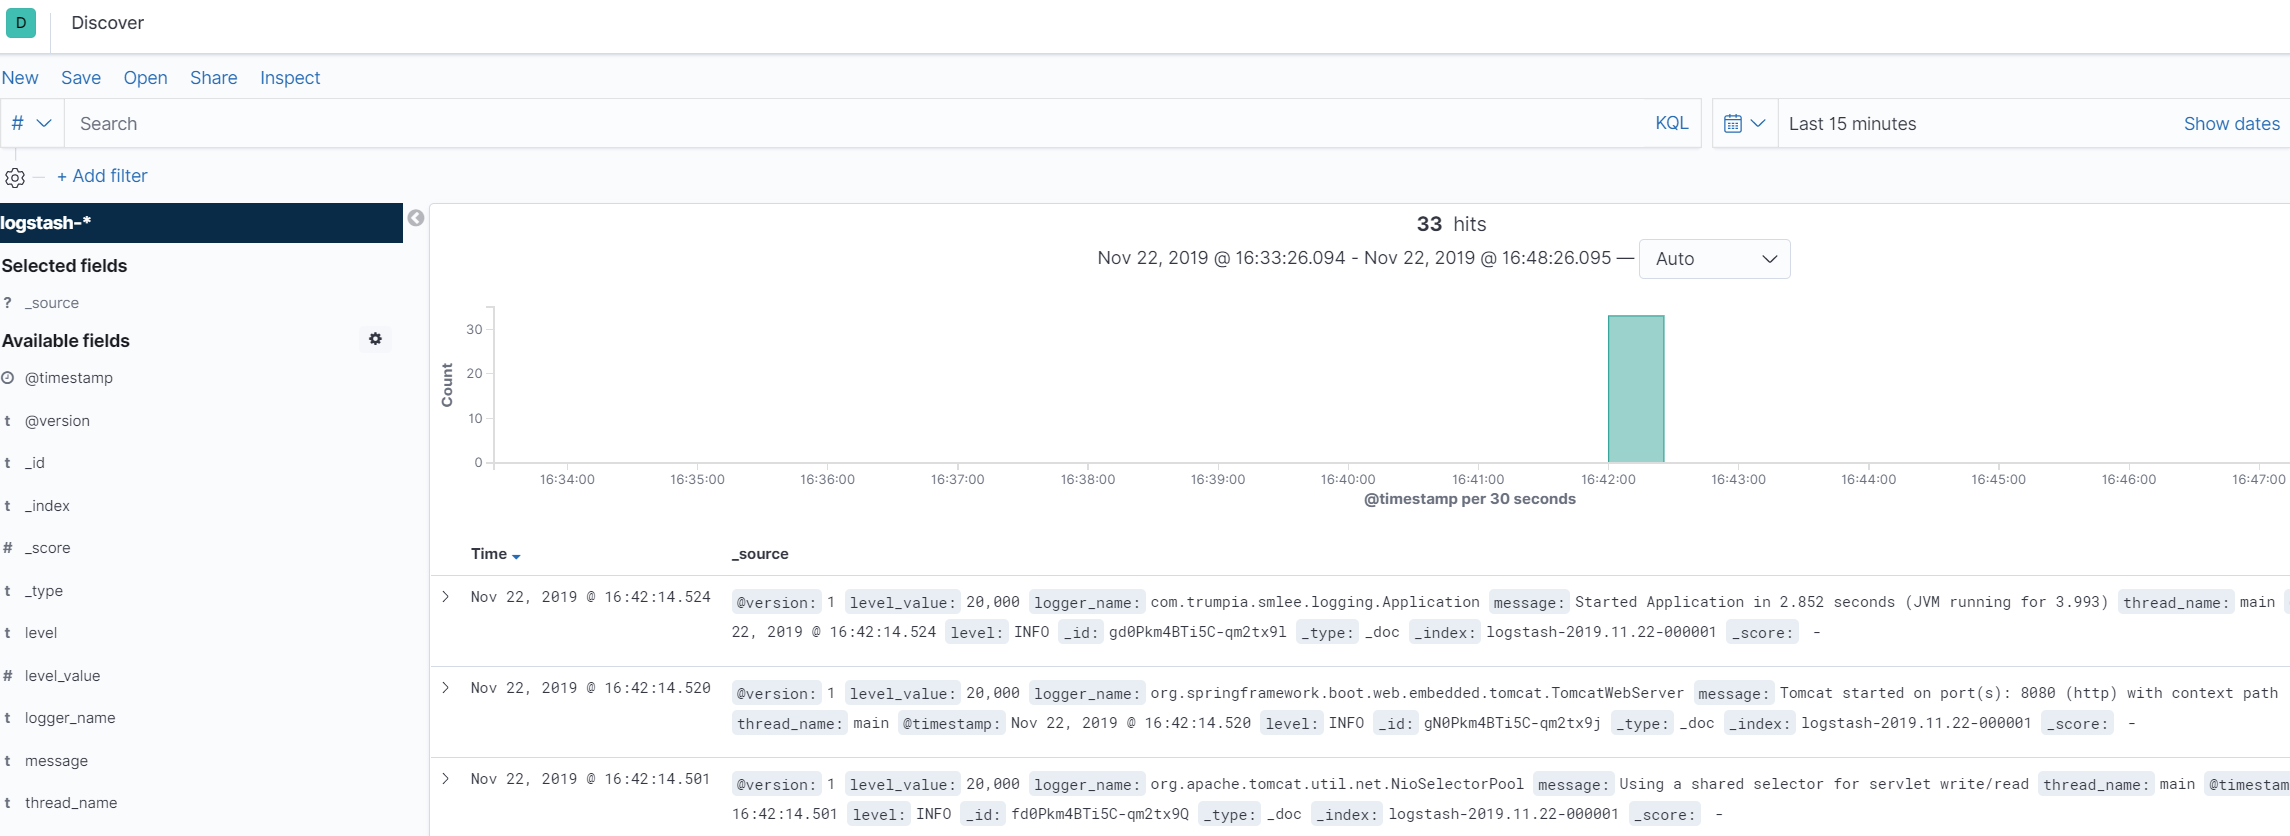 D Discover
New Save Open Share Inspect
# Search KQL Last 15 minutes Show dates
+ Add filter
logstash-*
Selected fields
? _source
Available fields
@timestamp
t @version
t _id
t _index
# _score
t _type
t level
# level_value
t logger_name
t message
t thread_name
33 hits
Nov 22, 2019 @ 16:33:26.094 - Nov 22, 2019 @ 16:48:26.095 — Auto
Count
30
20
10
0
16:34:00 16:35:00 16:36:00 16:37:00 16:38:00 16:39:00 16:40:00 16:41:00 16:42:00 16:43:00 16:44:00 16:45:00 16:46:00 16:47:00
@timestamp per 30 seconds
Time _source
Nov 22, 2019 @ 16:42:14.524 @version: 1 level_value: 20,000 logger_name: com.trumpia.smlee.logging.Application message: Started Application in 2.852 seconds (JVM running for 3.993) thread_name: main
22, 2019 @ 16:42:14.524 level: INFO _id: gd0Pkm4BTi5C-qm2tx9l _type: _doc _index: logstash-2019.11.22-000001 _score: -
Nov 22, 2019 @ 16:42:14.520 @version: 1 level_value: 20,000 logger_name: org.springframework.boot.web.embedded.tomcat.TomcatWebServer message: Tomcat started on port(s): 8080 (http) with context path
thread_name: main @timestamp: Nov 22, 2019 @ 16:42:14.520 level: INFO _id: gN0Pkm4BTi5C-qm2tx9j _type: _doc _index: logstash-2019.11.22-000001 _score: -
Nov 22, 2019 @ 16:42:14.501 @version: 1 level_value: 20,000 logger_name: org.apache.tomcat.util.net.NioSelectorPool message: Using a shared selector for servlet write/read thread_name: main @timestam
16:42:14.501 level: INFO _id: fd0Pkm4BTi5C-qm2tx9Q _type: _doc _index: logstash-2019.11.22-000001 _score: -